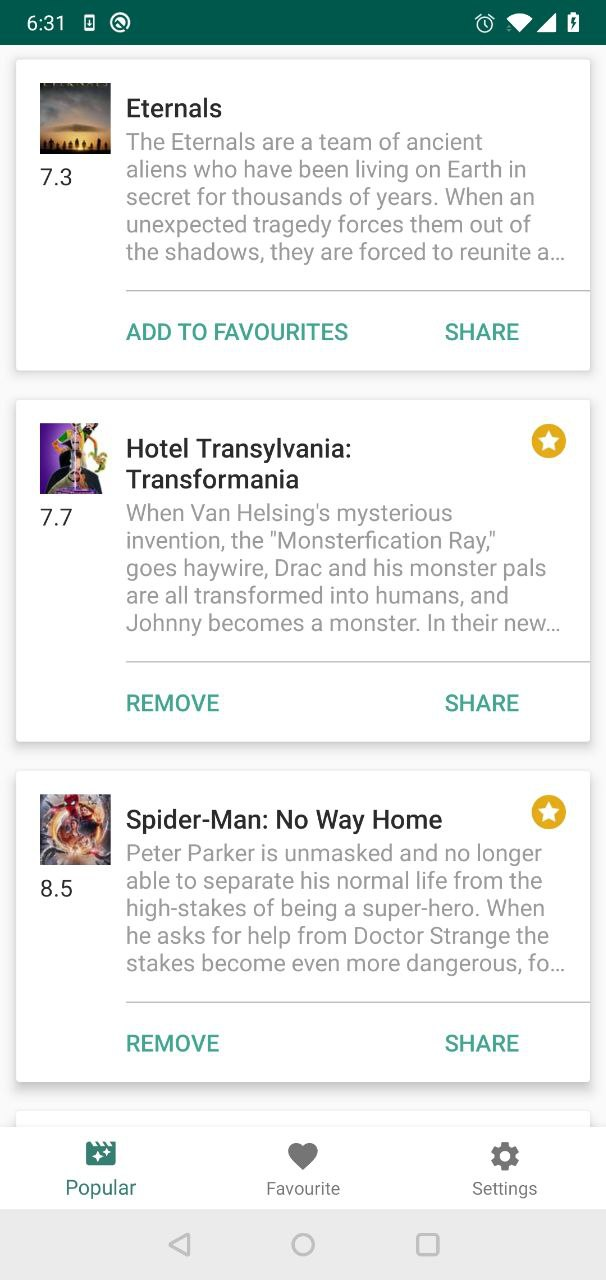 6:31
Eternals
The Eternals are a team of ancient
aliens who have been living on Earth in
secret for thousands of years. When an
unexpected tragedy forces them out of
the shadows, they are forced to reunite a...
7.3
ADD TO FAVOURITES SHARE
Hotel Transylvania:
Transformania
When Van Helsing's mysterious
invention, the "Monsterfication Ray,"
goes haywire, Drac and his monster pals
are all transformed into humans, and
Johnny becomes a monster. In their new...
7.7
REMOVE SHARE
Spider-Man: No Way Home
Peter Parker is unmasked and no longer
able to separate his normal life from the
high-stakes of being a super-hero. When
he asks for help from Doctor Strange the
stakes become even more dangerous, fo...
8.5
REMOVE SHARE
Popular Favourite Settings